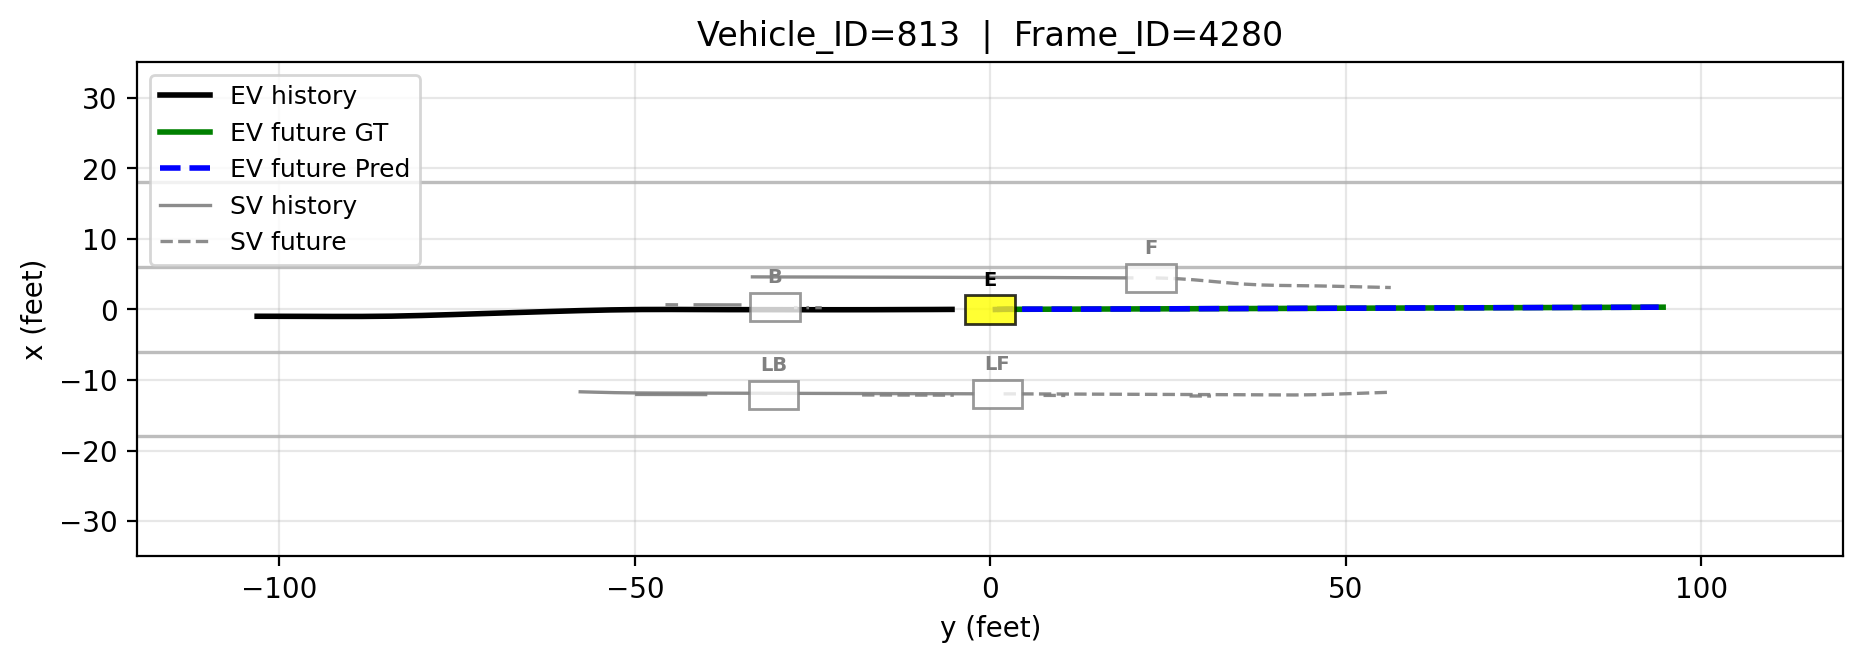 Vehicle_ID=813 | Frame_ID=4280
EV history
EV future GT
EV future Pred
SV history
SV future
30
20
10
0
−10
−20
−30
x (feet)
F
B
E
LB
LF
−100
−50
0
50
100
y (feet)